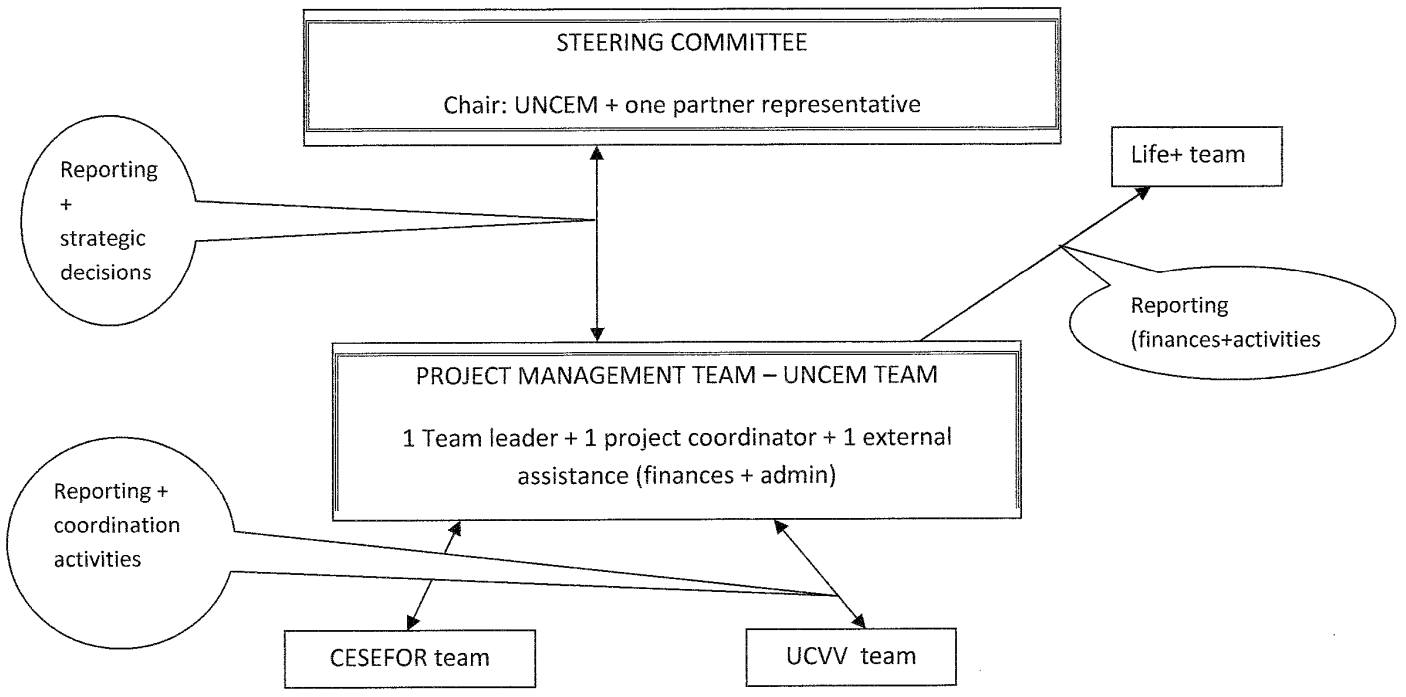 STEERING COMMITTEE
Chair: UNCEM + one partner representative
Life+ team
Reporting
+
strategic
decisions
Reporting
(finances+activities
PROJECT MANAGEMENT TEAM – UNCEM TEAM
1 Team leader + 1 project coordinator + 1 external
assistance (finances + admin)
Reporting +
coordination
activities
CESEFOR team
UCVV team